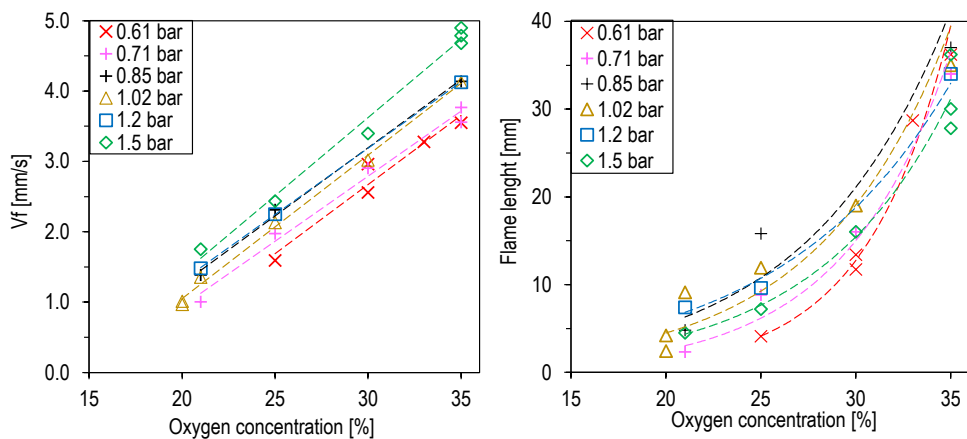 5.0
4.0
3.0
2.0
1.0
0.0
Vf [mm/s]
0.61 bar
0.71 bar
0.85 bar
1.02 bar
1.2 bar
1.5 bar
15
20
25
30
35
Oxygen concentration [%]
40
30
20
10
0
Flame lenght [mm]
0.61 bar
0.71 bar
0.85 bar
1.02 bar
1.2 bar
1.5 bar
15
20
25
30
35
Oxygen concentration [%]